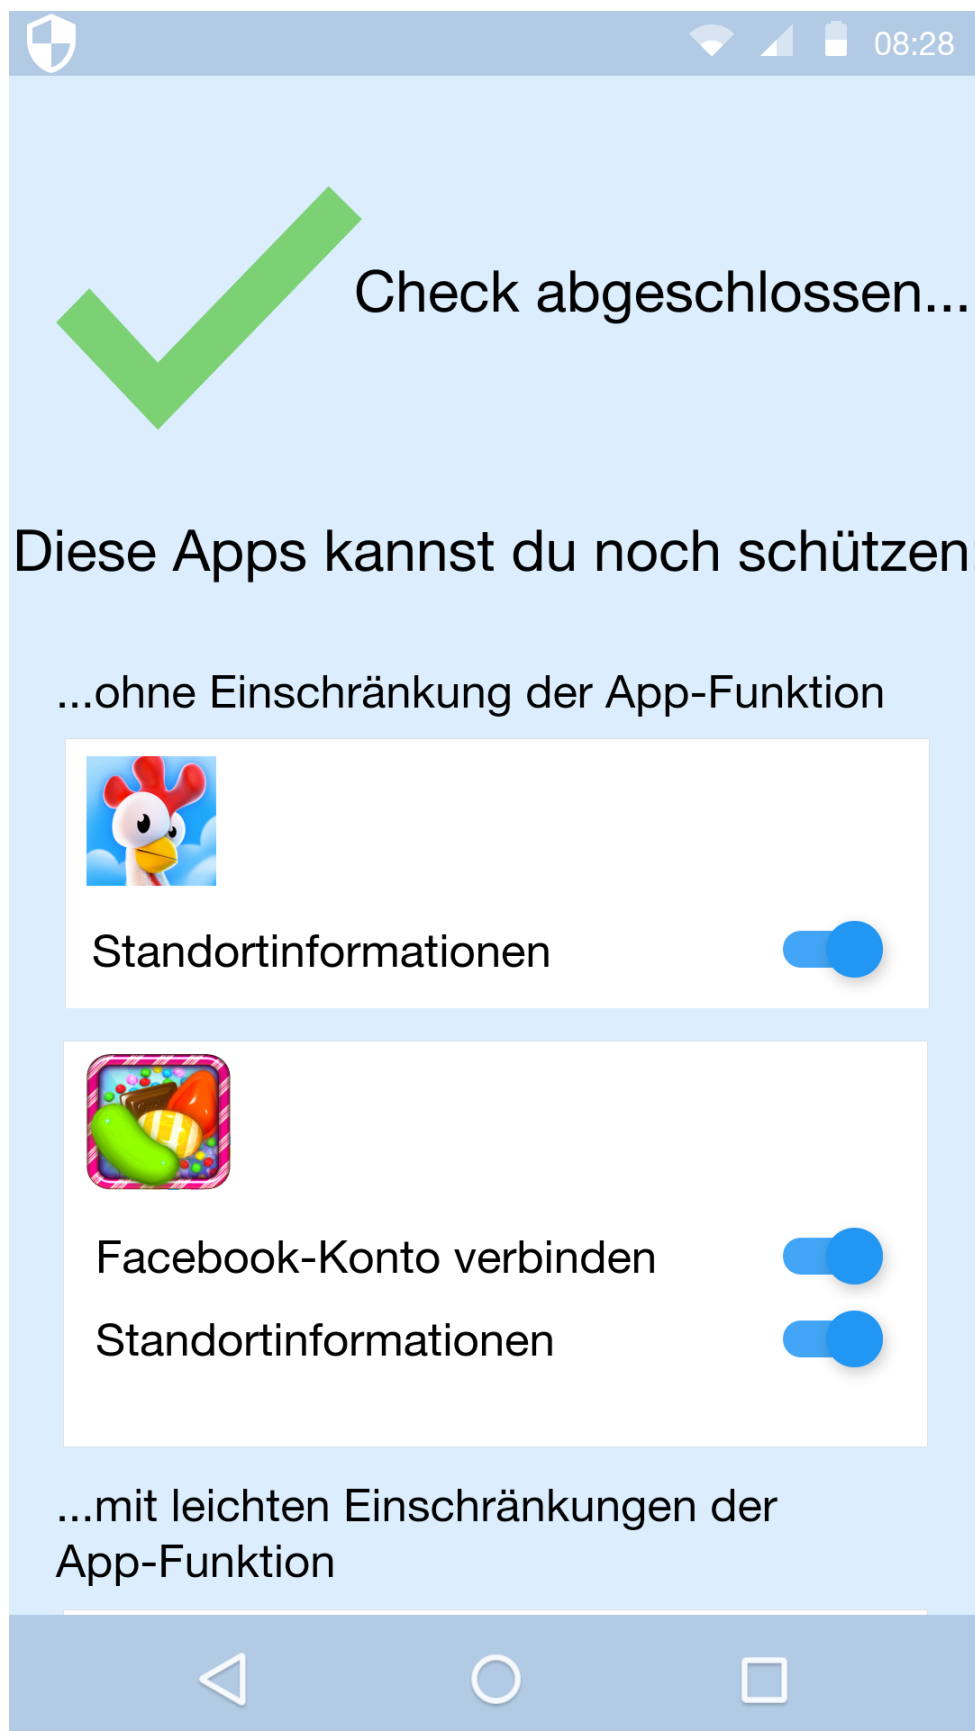 08:28
Check abgeschlossen...
Diese Apps kannst du noch schützen:
...ohne Einschränkung der App-Funktion
Standortinformationen
Facebook-Konto verbinden
Standortinformationen
...mit leichten Einschränkungen der
App-Funktion